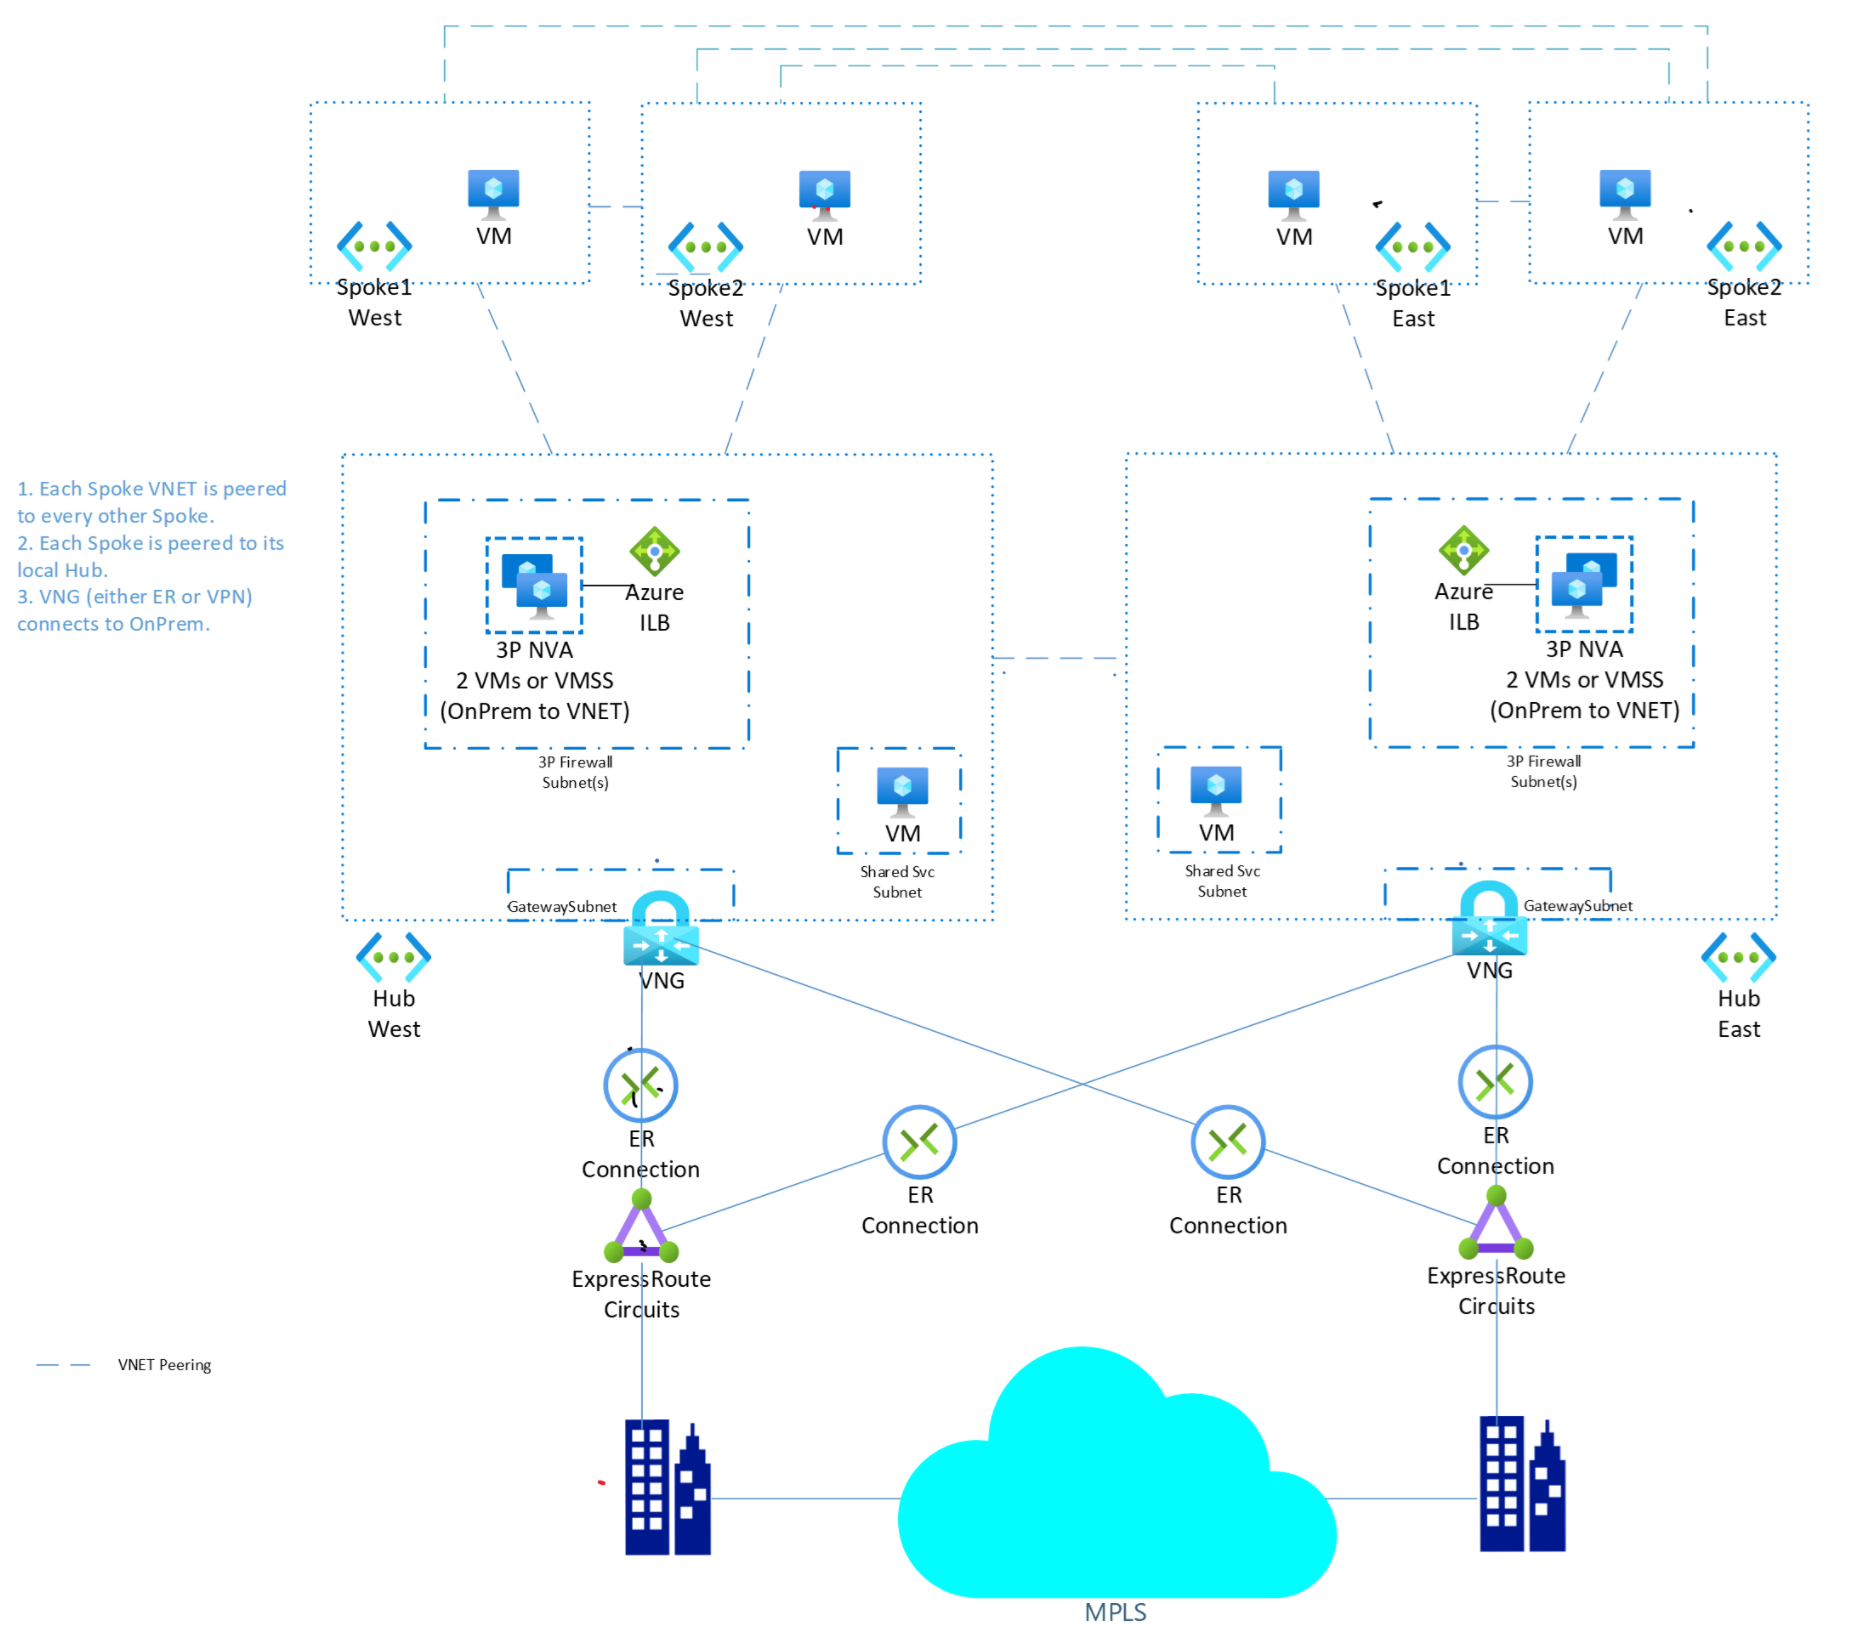 VM
Spoke1
West
VM
Spoke2
West
VM
Spoke1
East
VM
Spoke2
East
1. Each Spoke VNET is peered
to every other Spoke.
2. Each Spoke is peered to its
local Hub.
3. VNG (either ER or VPN)
connects to OnPrem.
Azure
ILB
3P NVA
2 VMs or VMSS
(OnPrem to VNET)
3P Firewall
Subnet(s)
VM
Shared Svc
Subnet
GatewaySubnet
VNG
Hub
West
Azure
ILB
3P NVA
2 VMs or VMSS
(OnPrem to VNET)
3P Firewall
Subnet(s)
VM
Shared Svc
Subnet
GatewaySubnet
VNG
Hub
East
ER
Connection
ER
Connection
ER
Connection
ER
Connection
ExpressRoute
Circuits
ExpressRoute
Circuits
VNET Peering
MPLS